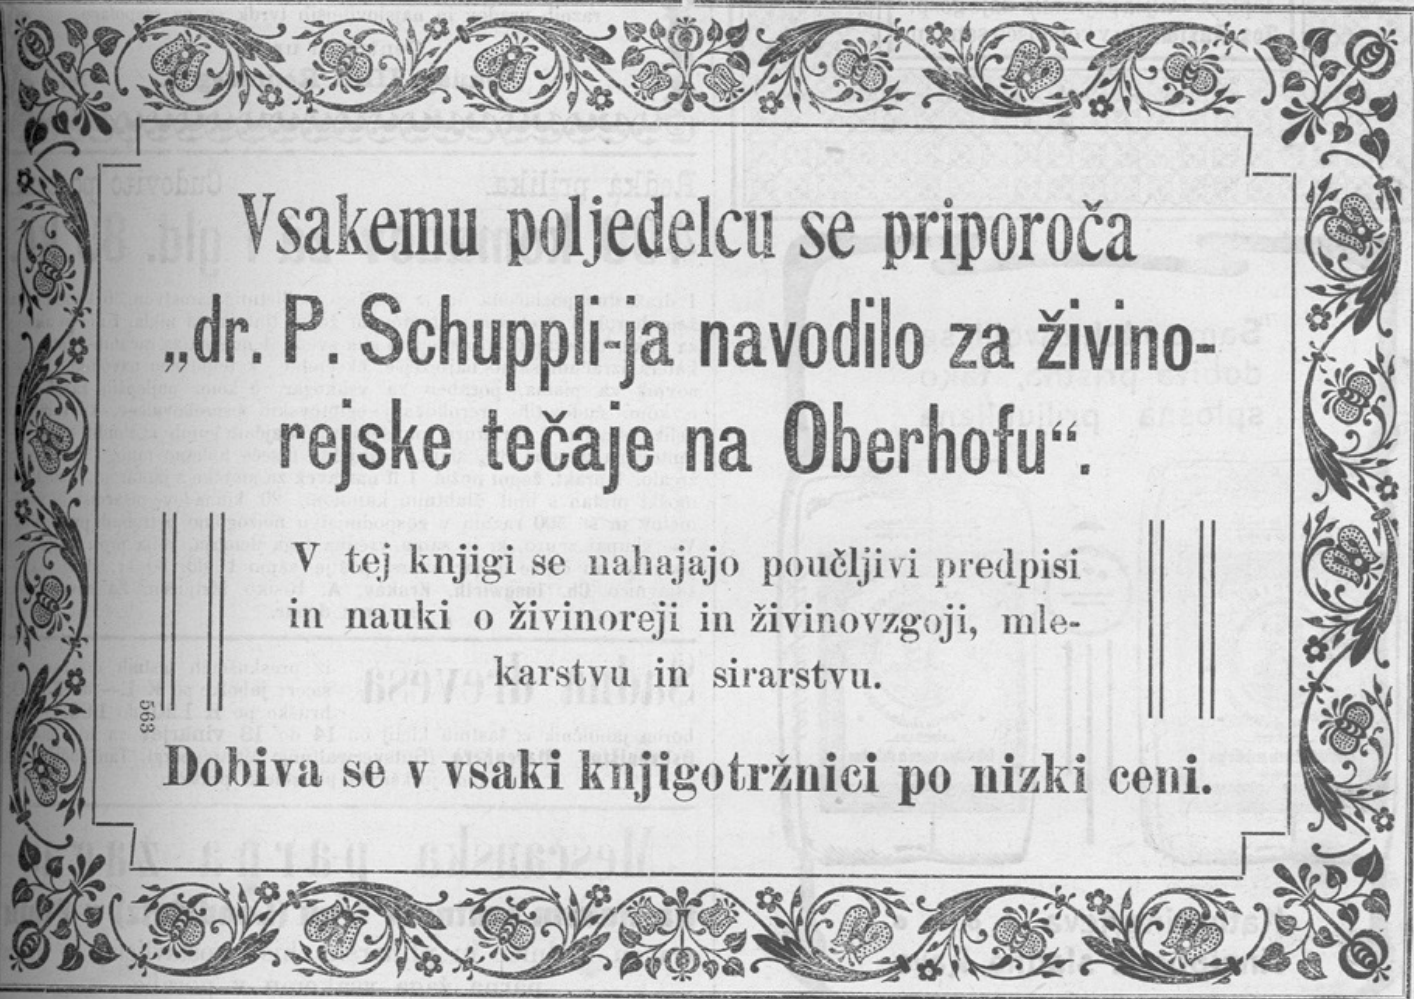 Vsakemu poljedelcu se priporoča
„dr. P. Schuppli-ja navodilo za živino-
rejske tečaje na Oberhofu“.
V tej knjigi se nahajajo poučljivi predpisi
in nauki o živinoreji in živinovzgoji, mle-
karstvu in sirarstvu.
563
Dobiva se v vsaki knjigotržnici po nizki ceni.